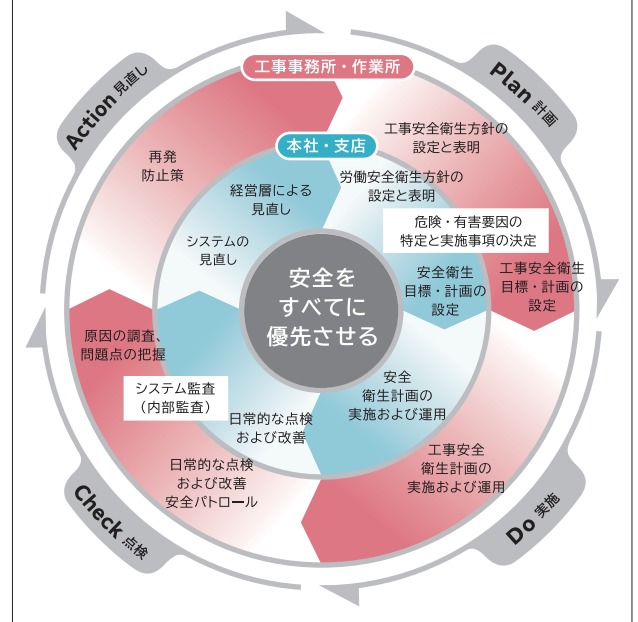 工事事務所・作業所
本社・支店
Plan 計画
工事安全衛生方針の
設定と表明
労働安全衛生方針の
設定と表明
危険・有害要因の
特定と実施事項の決定
安全衛生
目標・計画の
設定
工事安全衛生
目標・計画の
設定
Do 実施
安全
衛生計画の
実施および運用
工事安全
衛生計画の
実施および運用
Check 点検
日常的な点検
および改善
日常的な点検
および改善
安全パトロール
システム監査
（内部監査）
原因の調査、
問題点の把握
Action 見直し
再発
防止策
経営層による
見直し
システムの
見直し
安全を
すべてに
優先させる